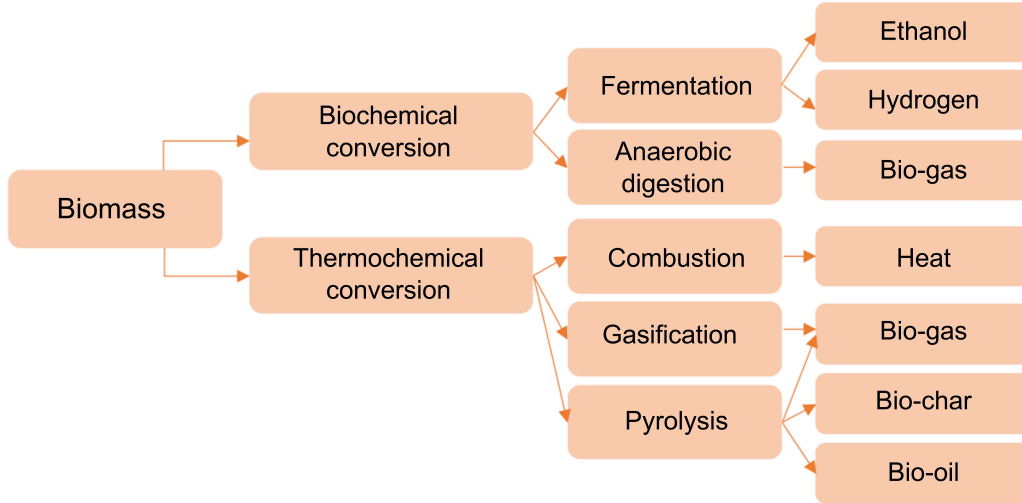 Biomass
Biochemical
conversion
Thermochemical
conversion
Fermentation
Anaerobic
digestion
Combustion
Gasification
Pyrolysis
Ethanol
Hydrogen
Bio-gas
Heat
Bio-gas
Bio-char
Bio-oil